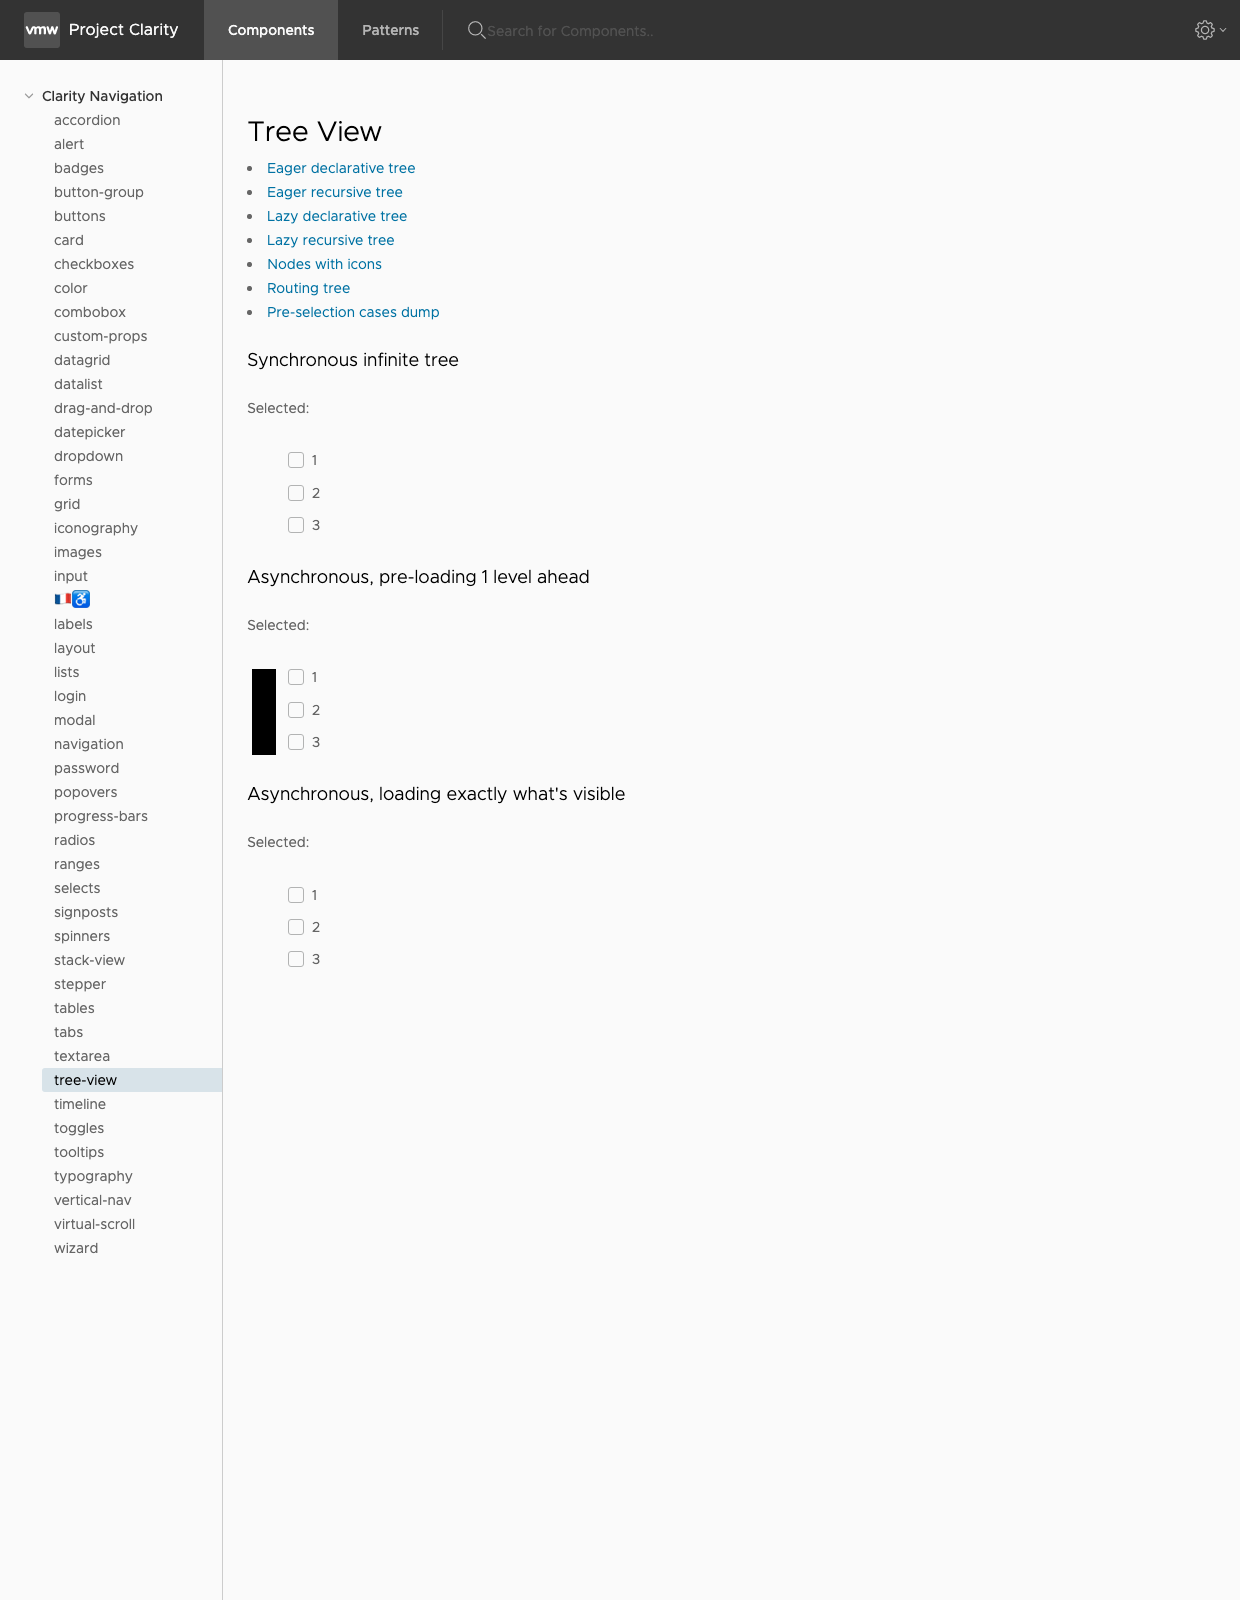 vmw Project Clarity Components Patterns Search for Components..
Clarity Navigation
accordion
alert
badges
button-group
buttons
card
checkboxes
color
combobox
custom-props
datagrid
datalist
drag-and-drop
datepicker
dropdown
forms
grid
iconography
images
input
🇫🇷♿
labels
layout
lists
login
modal
navigation
password
popovers
progress-bars
radios
ranges
selects
signposts
spinners
stack-view
stepper
tables
tabs
textarea
tree-view
timeline
toggles
tooltips
typography
vertical-nav
virtual-scroll
wizard
Tree View
Eager declarative tree
Eager recursive tree
Lazy declarative tree
Lazy recursive tree
Nodes with icons
Routing tree
Pre-selection cases dump
Synchronous infinite tree
Selected:
1
2
3
Asynchronous, pre-loading 1 level ahead
Selected:
1
2
3
Asynchronous, loading exactly what's visible
Selected:
1
2
3